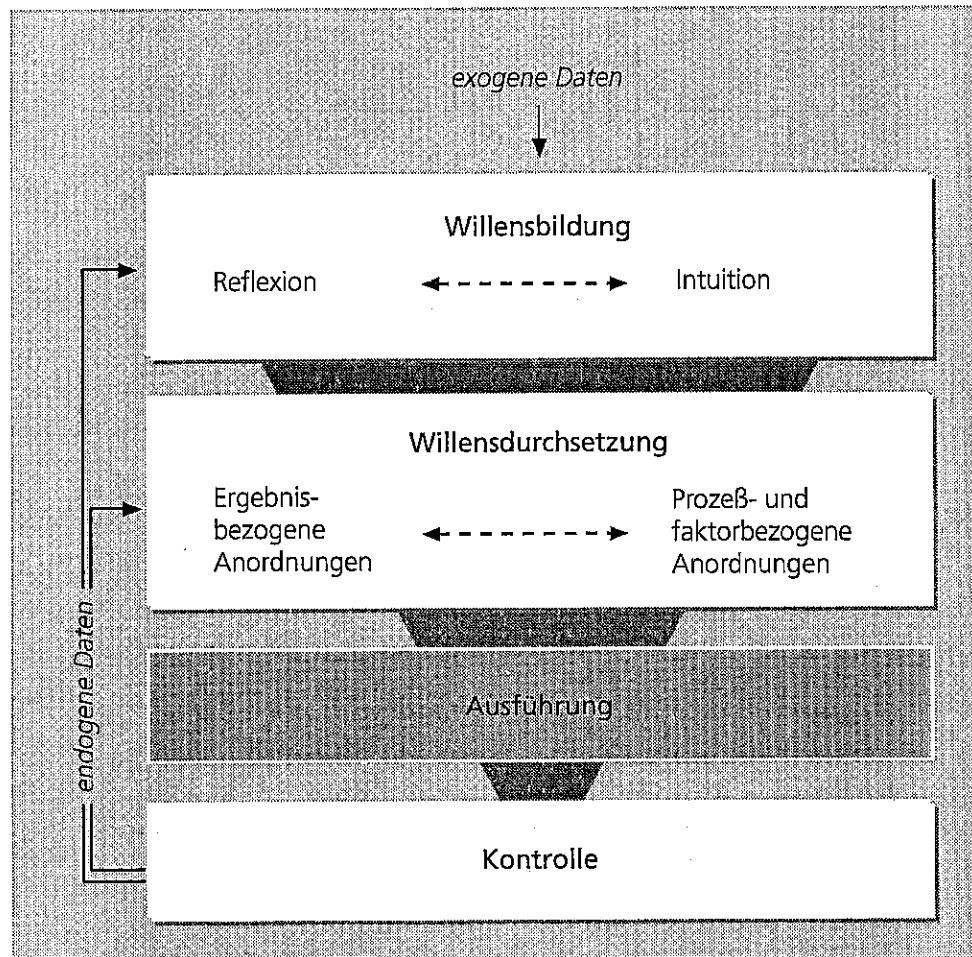 exogene Daten
Willensbildung
Reflexion
Intuition
Willensdurchsetzung
Ergebnis-
bezogene
Anordnungen
Prozeß- und
faktorbezogene
Anordnungen
endogene Daten
Ausführung
Kontrolle